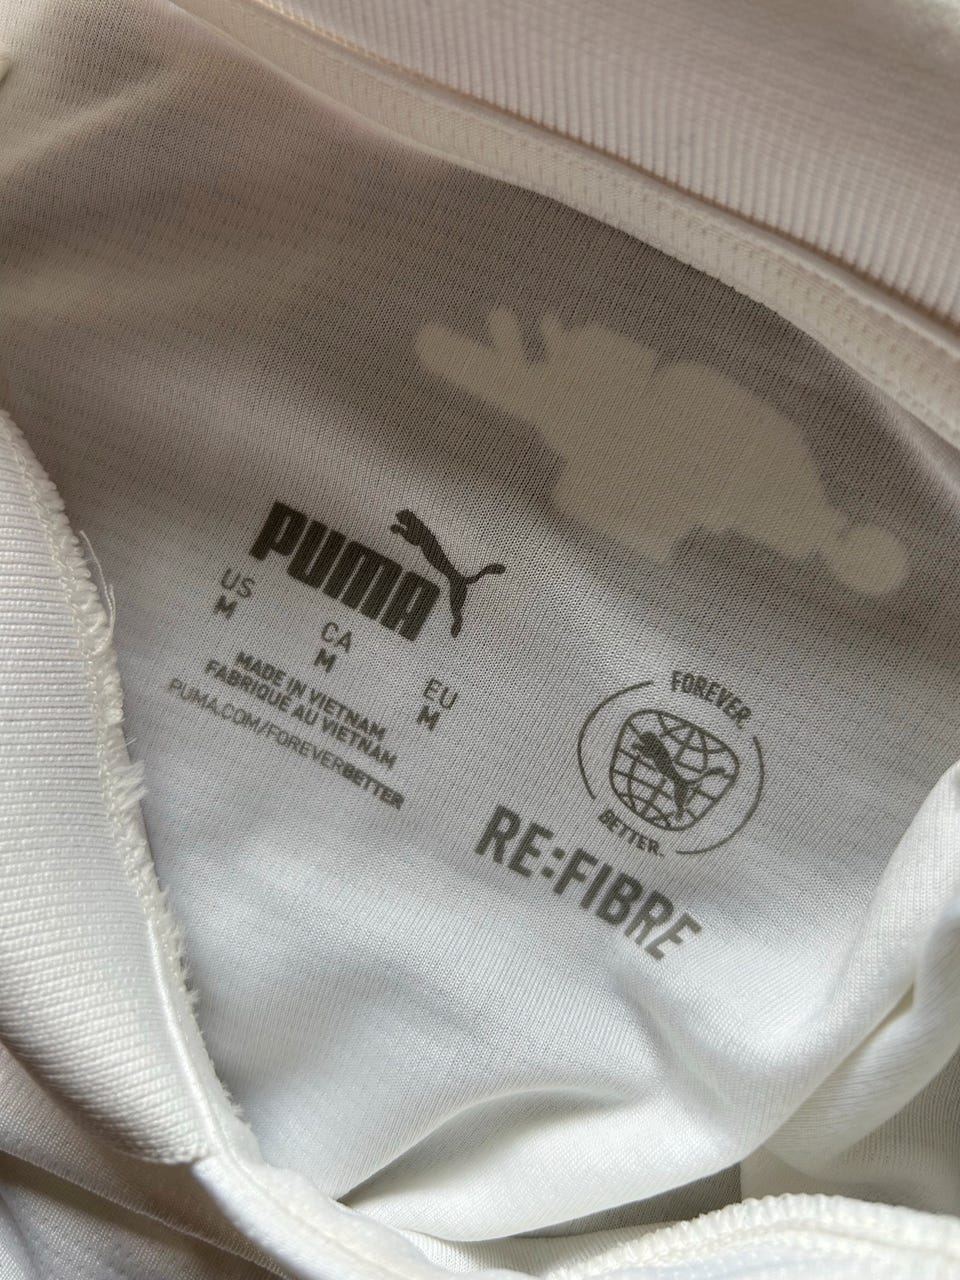 PUMA
US
M
CA
M
EU
M
MADE IN VIETNAM
FABRIQUÉ AU VIETNAM
PUMA.COM/FOREVERBETTER
FOREVER.
BETTER.
RE:FIBRE